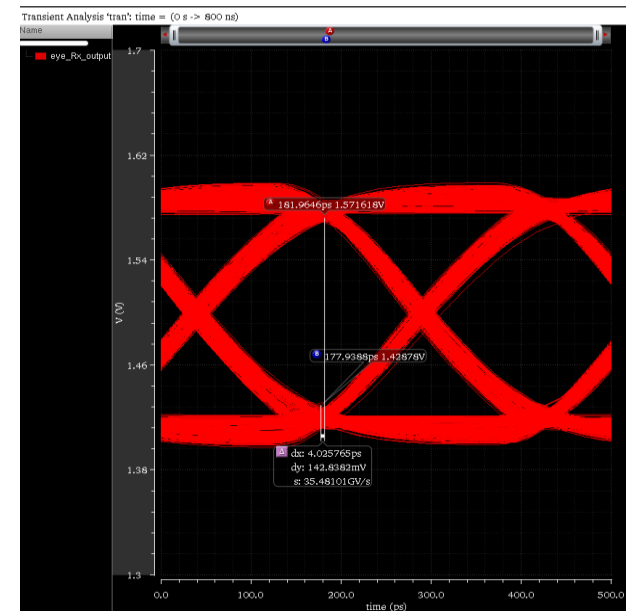 Transient Analysis 'tran': time = (0 s -> 800 ns)
Name
eye_Rx_output
A
B
1.7
1.62
1.54
1.46
1.38
1.3
V (V)
A 181.9646ps 1.571618V
B 177.9388ps 1.42878V
Δ dx: 4.025765ps
dy: 142.8382mV
s: 35.48101GV/s
0.0 100.0 200.0 300.0 400.0 500.0
time (ps)